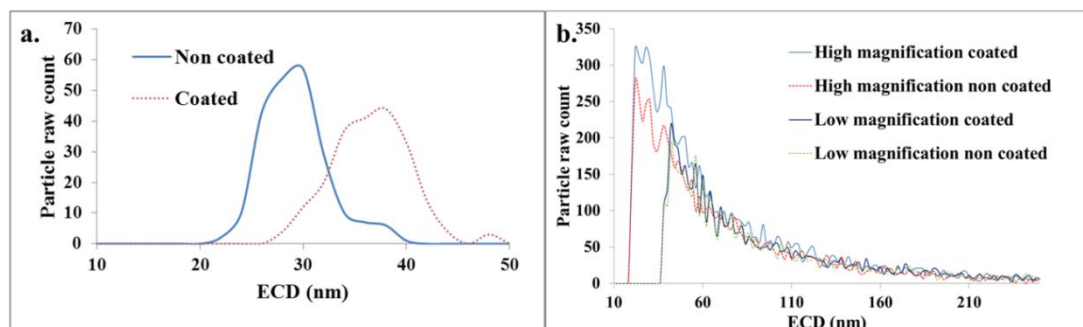 a.
Particle raw count
70
60
50
40
30
20
10
0
Non coated
Coated
10 20 30 40 50
ECD (nm)
b.
Particle raw count
350
300
250
200
150
100
50
0
High magnification coated
High magnification non coated
Low magnification coated
Low magnification non coated
10 60 110 160 210
ECD (nm)